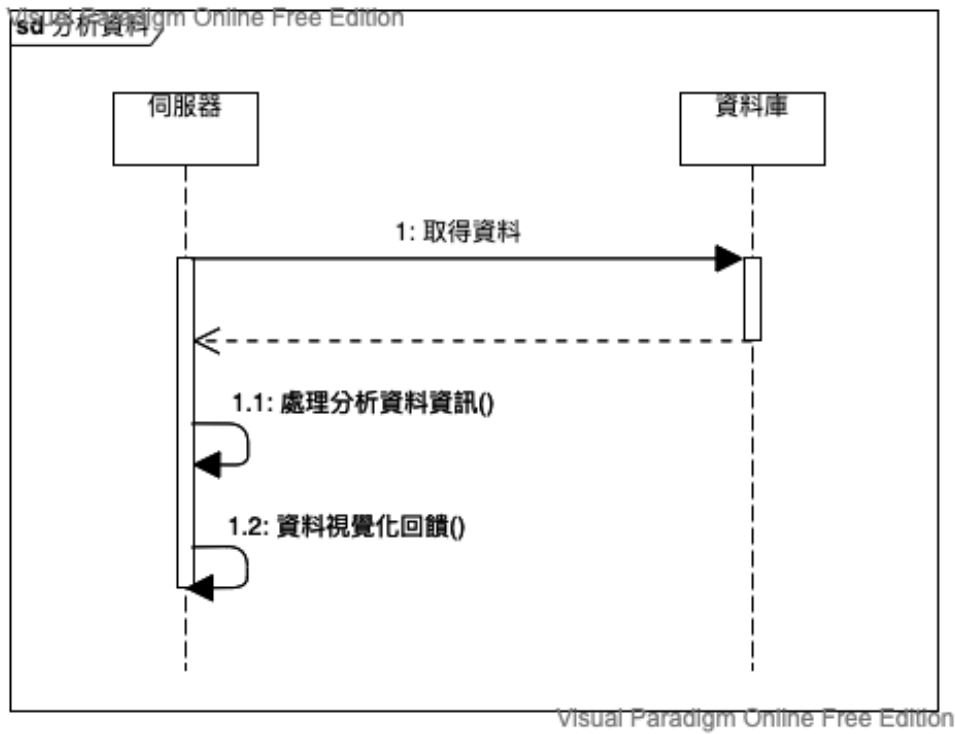 Visual Paradigm Online Free Edition
sd 分析資料
伺服器
資料庫
1: 取得資料
1.1: 處理分析資料資訊()
1.2: 資料視覺化回饋()
Visual Paradigm Online Free Edition